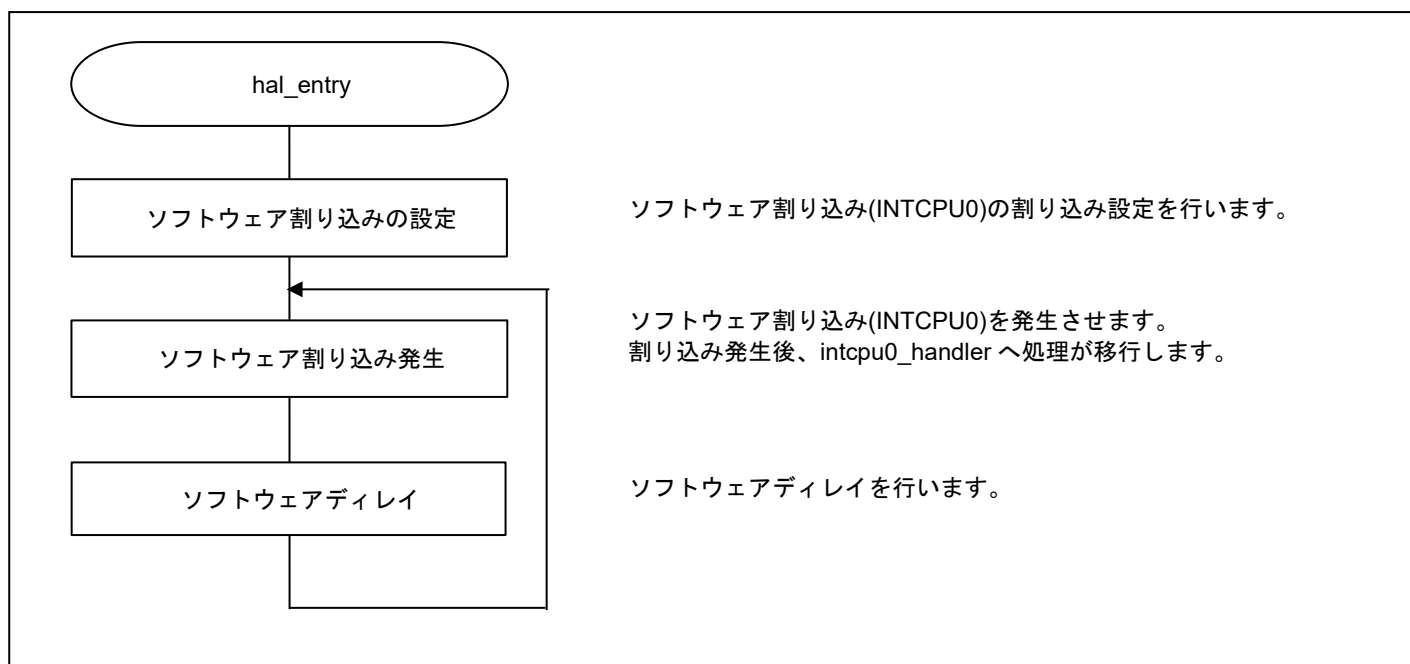 hal_entry
ソフトウェア割り込みの設定
ソフトウェア割り込み(INTCPU0)の割り込み設定を行います。
ソフトウェア割り込み発生
ソフトウェア割り込み(INTCPU0)を発生させます。
割り込み発生後、intcpu0_handler へ処理が移行します。
ソフトウェアディレイ
ソフトウェアディレイを行います。